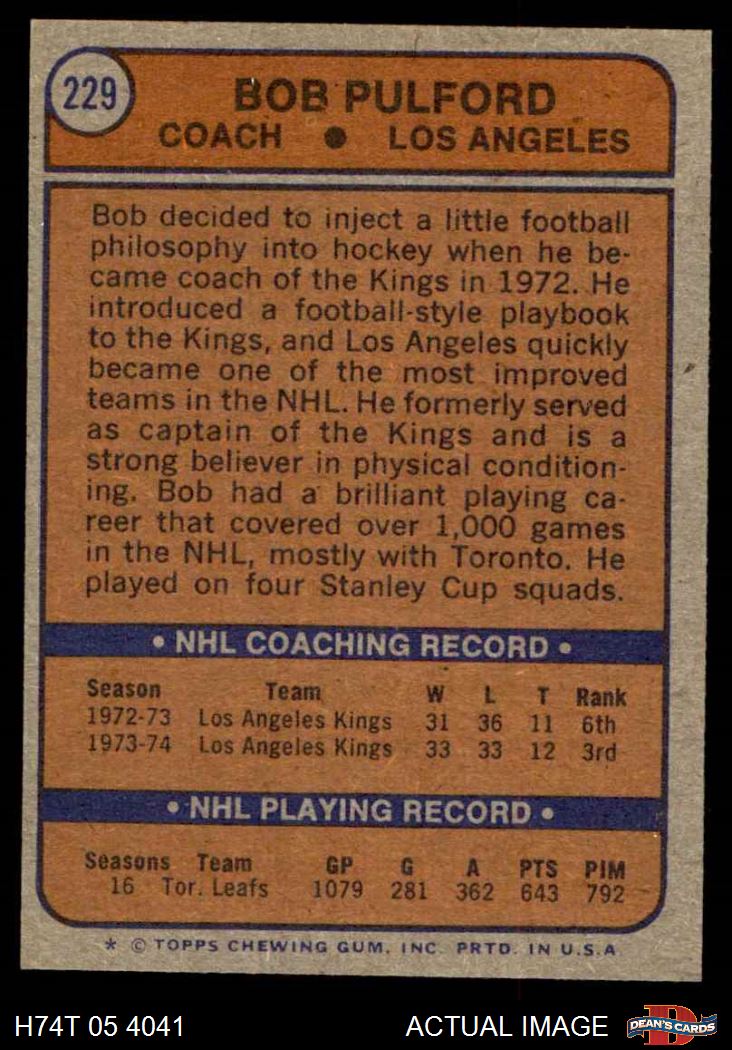 229
BOB PULFORD
COACH ● LOS ANGELES
Bob decided to inject a little football
philosophy into hockey when he be-
came coach of the Kings in 1972. He
introduced a football-style playbook
to the Kings, and Los Angeles quickly
became one of the most improved
teams in the NHL. He formerly served
as captain of the Kings and is a
strong believer in physical condition-
ing. Bob had a brilliant playing ca-
reer that covered over 1,000 games
in the NHL, mostly with Toronto. He
played on four Stanley Cup squads.
• NHL COACHING RECORD •
Season Team W L T Rank
1972-73 Los Angeles Kings 31 36 11 6th
1973-74 Los Angeles Kings 33 33 12 3rd
• NHL PLAYING RECORD •
Seasons Team GP G A PTS PIM
16 Tor. Leafs 1079 281 362 643 792
* © TOPPS CHEWING GUM, INC. PRTD. IN U.S.A.
H74T 05 4041 ACTUAL IMAGE D DEAN'S CARDS